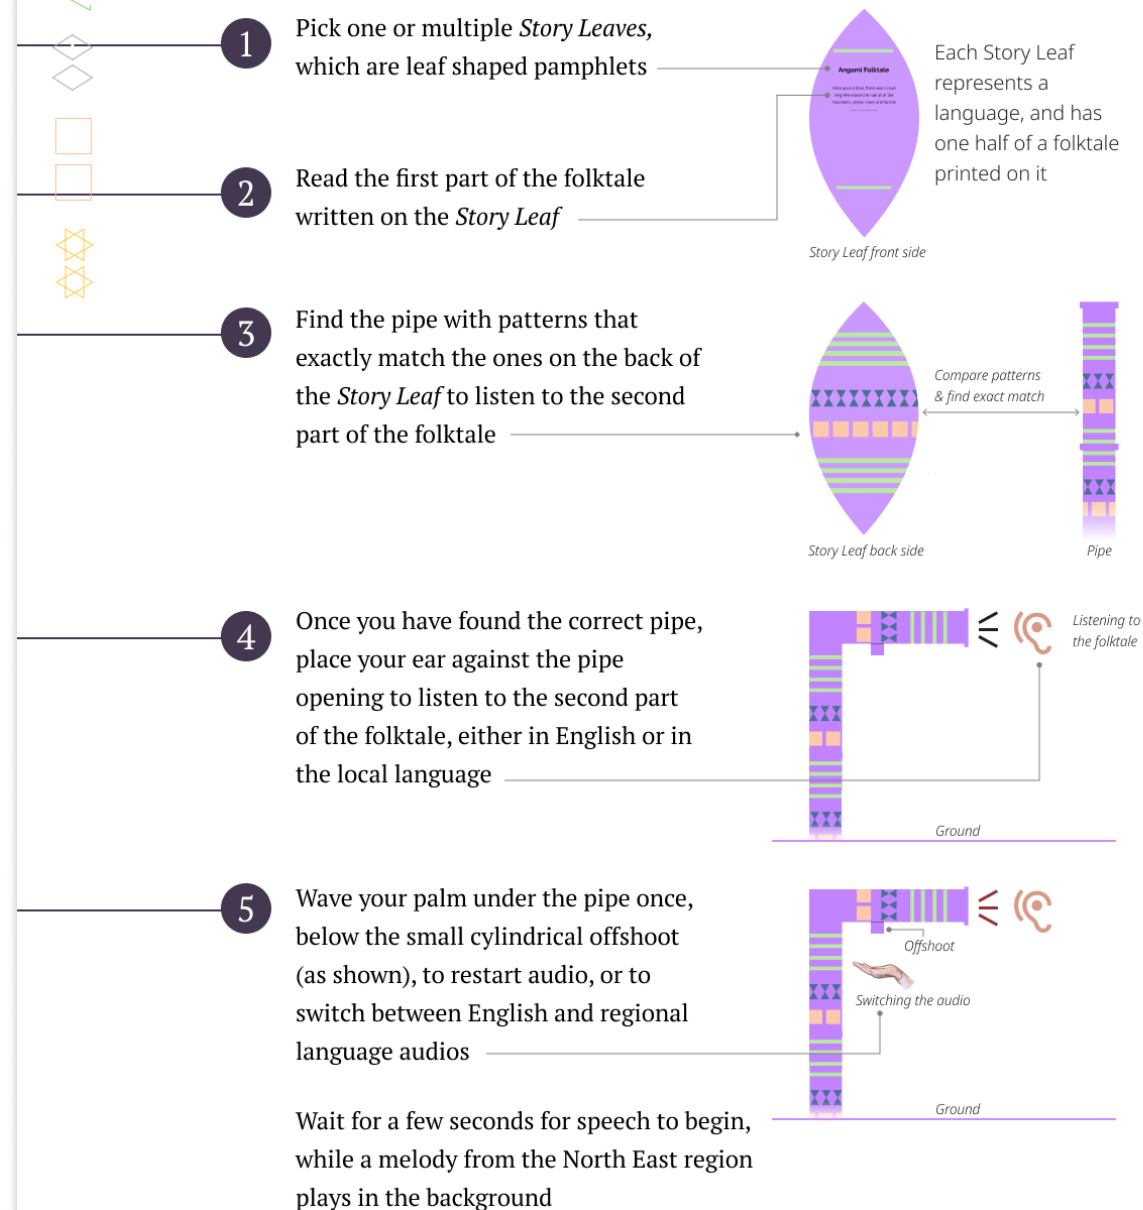 1
Pick one or multiple Story Leaves,
which are leaf shaped pamphlets
Angami Folktale
Each Story Leaf
represents a
language, and has
one half of a folktale
printed on it
2
Read the first part of the folktale
written on the Story Leaf
Story Leaf front side
3
Find the pipe with patterns that
exactly match the ones on the back of
the Story Leaf to listen to the second
part of the folktale
Compare patterns
& find exact match
Story Leaf back side
Pipe
4
Once you have found the correct pipe,
place your ear against the pipe
opening to listen to the second part
of the folktale, either in English or in
the local language
Listening to
the folktale
Ground
5
Wave your palm under the pipe once,
below the small cylindrical offshoot
(as shown), to restart audio, or to
switch between English and regional
language audios
Offshoot
Switching the audio
Ground
Wait for a few seconds for speech to begin,
while a melody from the North East region
plays in the background